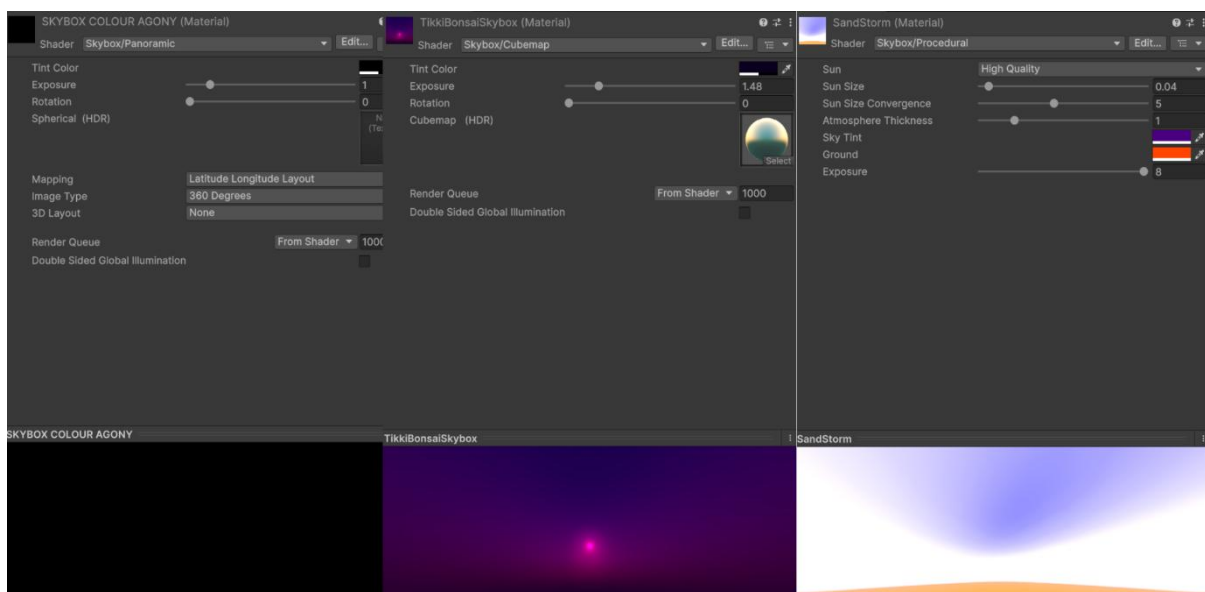 SKYBOX COLOUR AGONY (Material)
Shader Skybox/Panoramic Edit...
Tint Color
Exposure 1
Rotation 0
Spherical (HDR)
Mapping Latitude Longitude Layout
Image Type 360 Degrees
3D Layout None
Render Queue From Shader 1000
Double Sided Global Illumination
SKYBOX COLOUR AGONY
TikkiBonsaiSkybox (Material)
Shader Skybox/Cubemap Edit...
Tint Color
Exposure 1.48
Rotation 0
Cubemap (HDR)
Select
Render Queue From Shader 1000
Double Sided Global Illumination
TikkiBonsaiSkybox
SandStorm (Material)
Shader Skybox/Procedural Edit...
Sun High Quality
Sun Size 0.04
Sun Size Convergence 5
Atmosphere Thickness 1
Sky Tint
Ground
Exposure 8
SandStorm